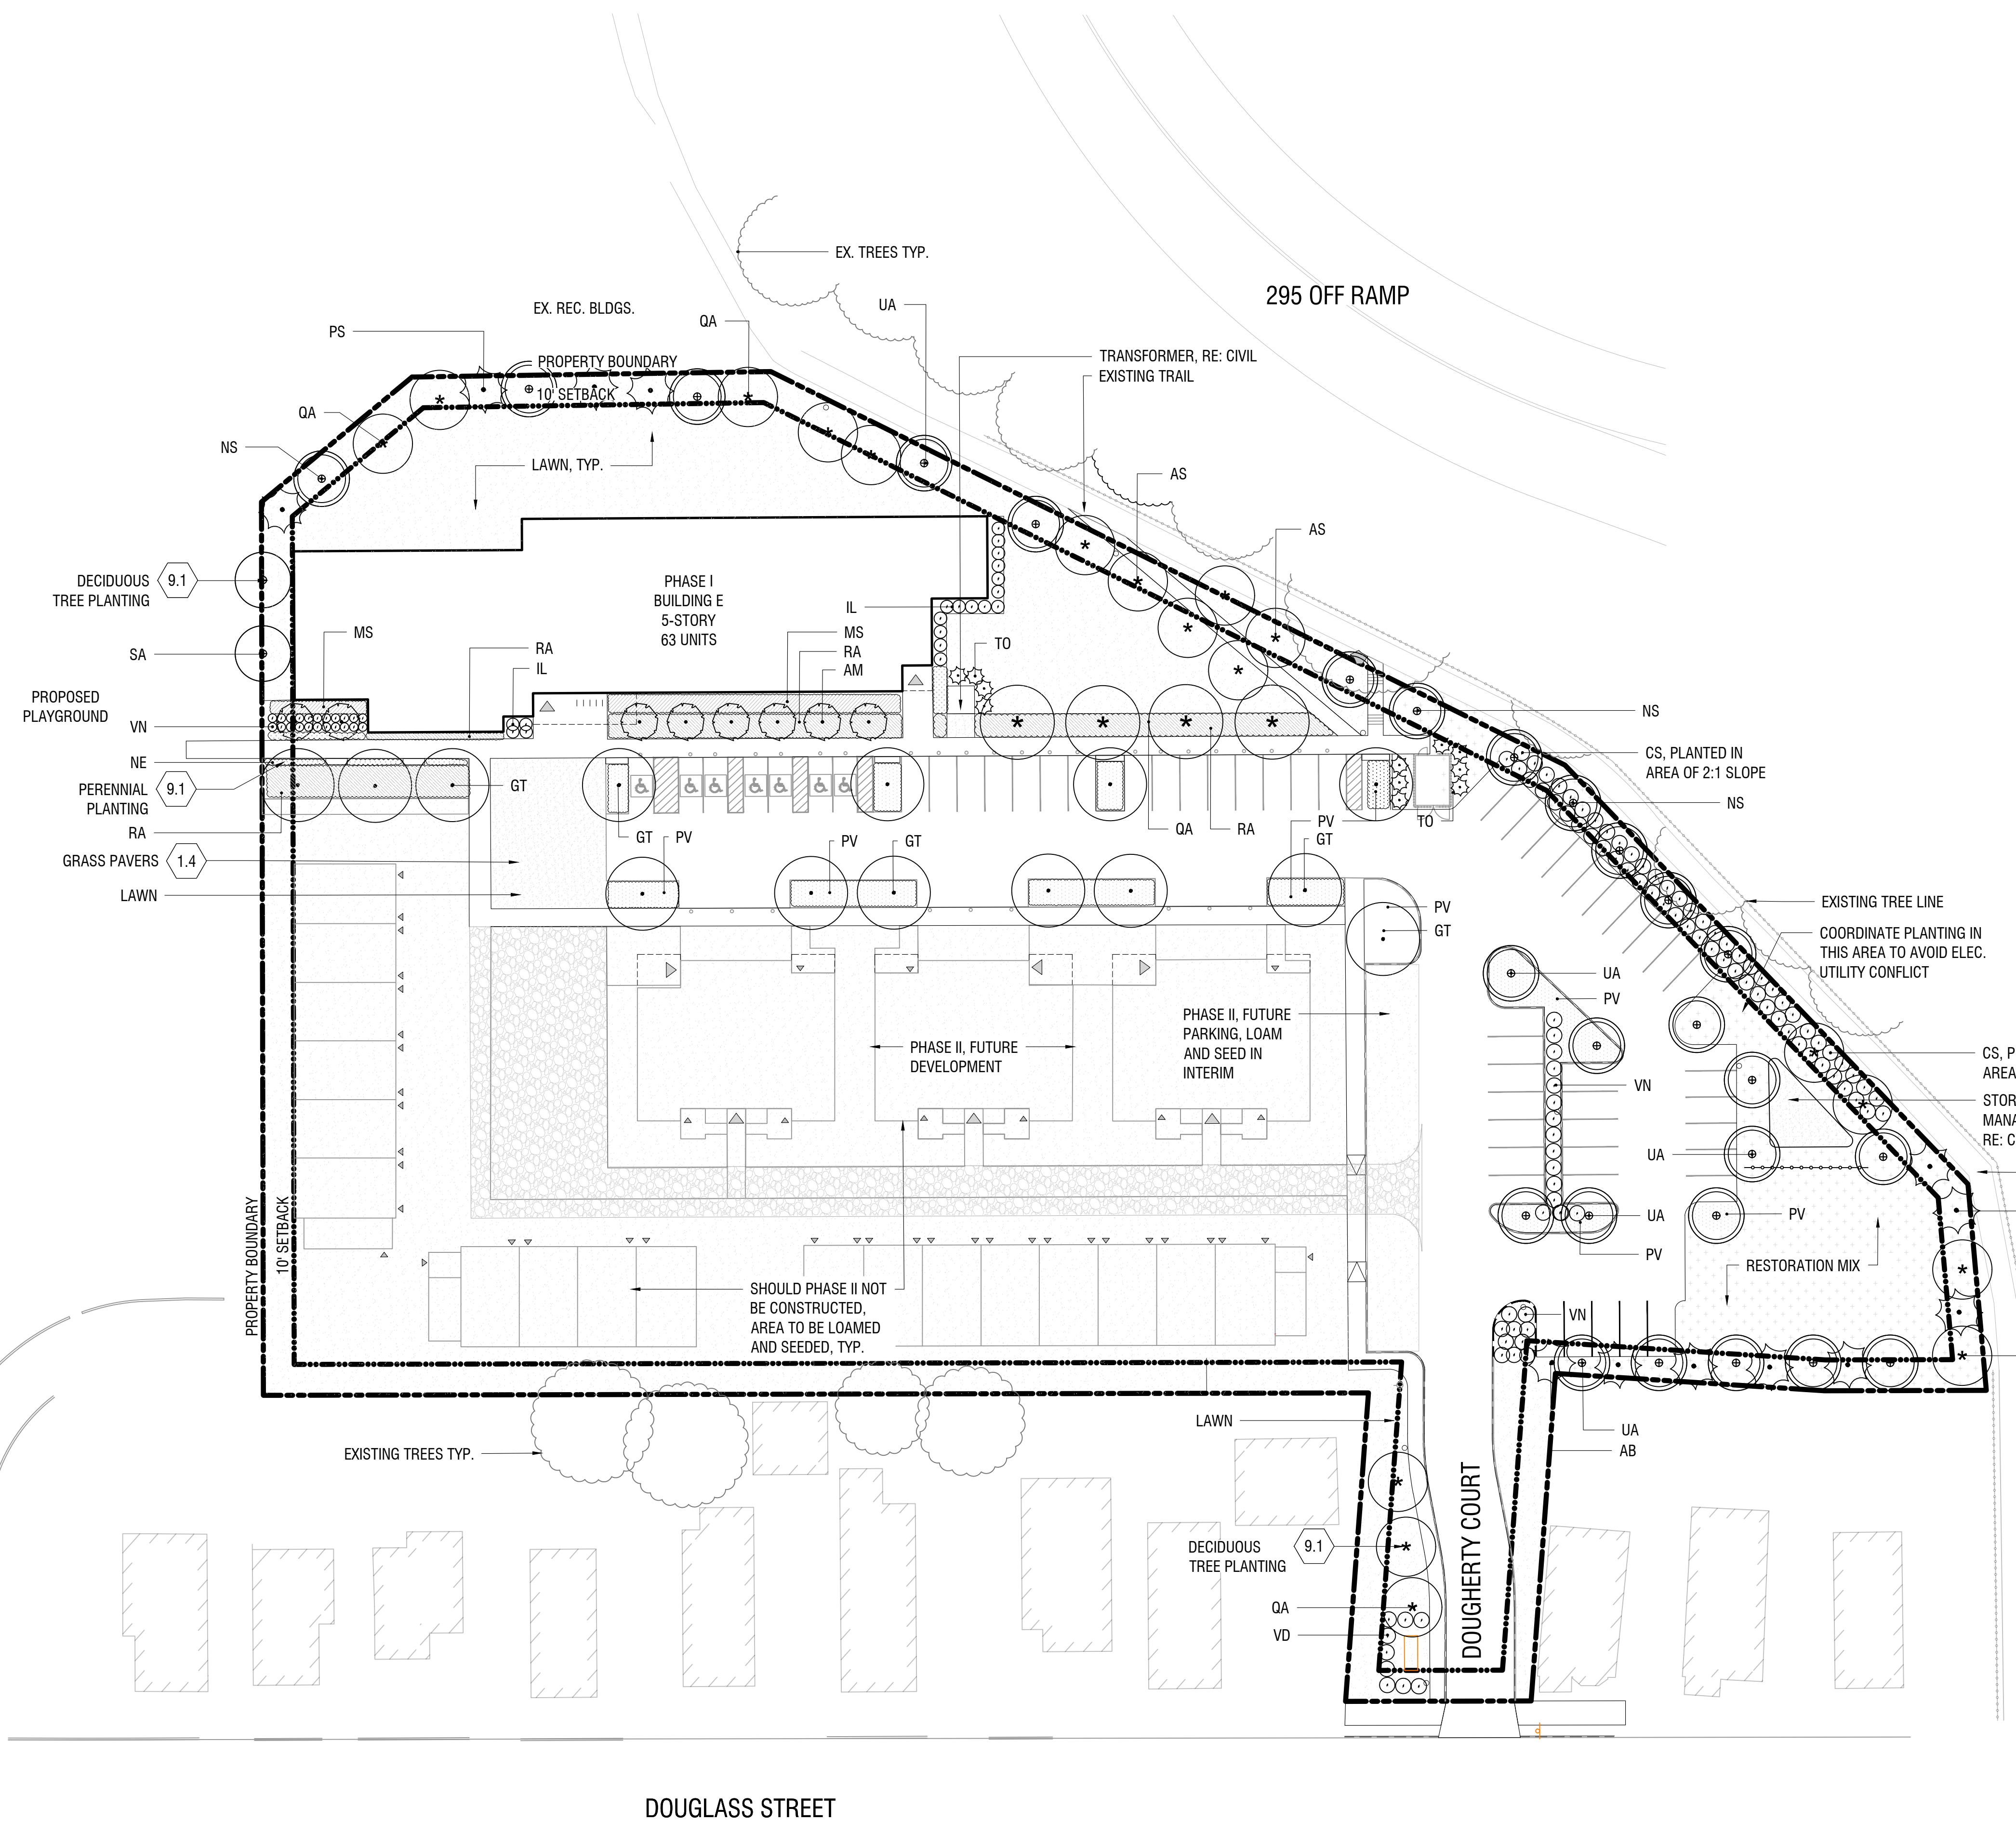 EX. TREES TYP.
295 OFF RAMP
EX. REC. BLDGS.
UA
QA
PS
PROPERTY BOUNDARY
TRANSFORMER, RE: CIVIL
EXISTING TRAIL
10' SETBACK
QA
NS
LAWN, TYP.
AS
AS
DECIDUOUS
TREE PLANTING
9.1
PHASE I
BUILDING E
5-STORY
63 UNITS
IL
MS
MS
TO
SA
RA
RA
IL
AM
PROPOSED
PLAYGROUND
VN
NS
NE
CS, PLANTED IN
AREA OF 2:1 SLOPE
PERENNIAL
PLANTING
9.1
GT
NS
RA
GT
PV
PV
GT
QA
RA
PV
GT
TO
GRASS PAVERS
1.4
LAWN
PV
GT
EXISTING TREE LINE
COORDINATE PLANTING IN
THIS AREA TO AVOID ELEC.
UTILITY CONFLICT
UA
PV
PHASE II, FUTURE
PARKING, LOAM
AND SEED IN
INTERIM
PHASE II, FUTURE
DEVELOPMENT
CS, P
AREA
VN
STOR
MANA
RE: C
UA
PROPERTY BOUNDARY
10' SETBACK
UA
PV
PV
RESTORATION MIX
SHOULD PHASE II NOT
BE CONSTRUCTED,
AREA TO BE LOAMED
AND SEEDED, TYP.
VN
LAWN
UA
AB
EXISTING TREES TYP.
DECIDUOUS
TREE PLANTING
9.1
DOUGHERTY COURT
QA
VD
DOUGLASS STREET